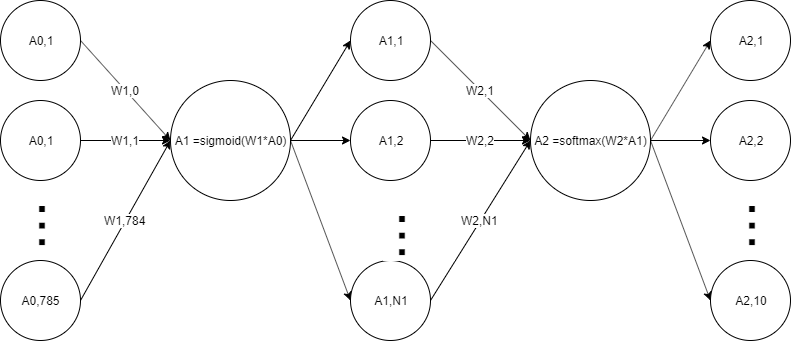 A0,1
A1,1
A2,1
W1,0
W2,1
A0,1
W1,1
A1 =sigmoid(W1*A0)
A1,2
W2,2
A2 =softmax(W2*A1)
A2,2
W1,784
W2,N1
A0,785
A1,N1
A2,10